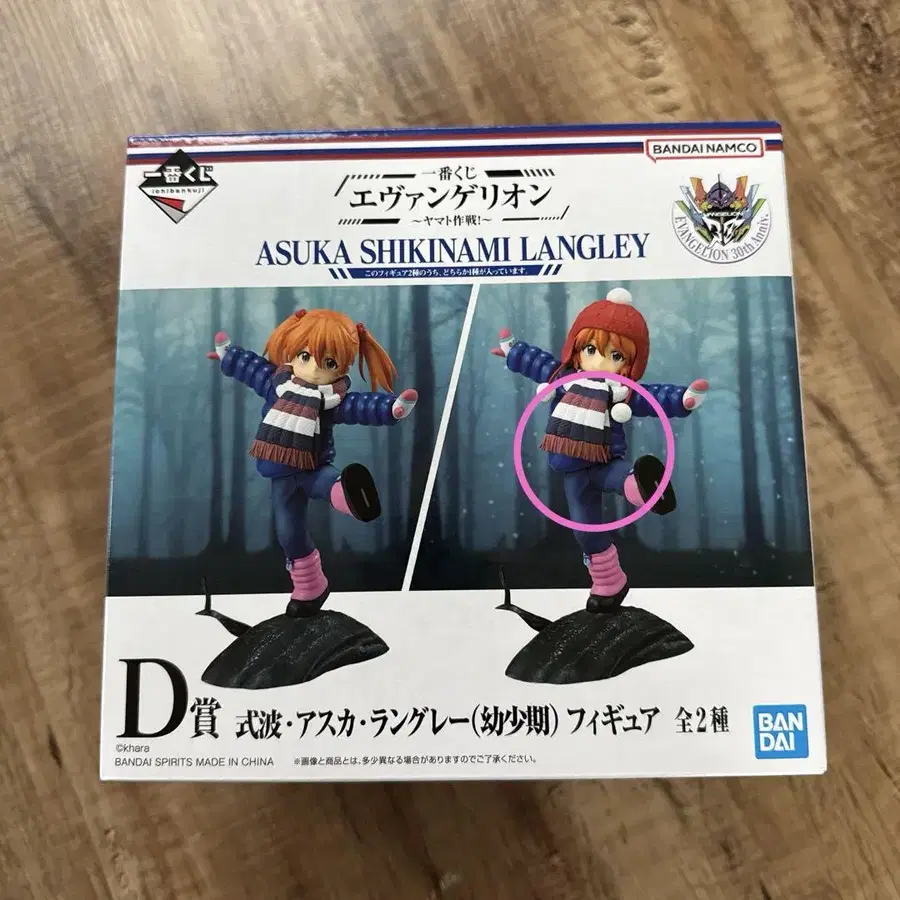 BANDAI NAMCO
一番くじ
ichibankuji
一番くじ
エヴァンゲリオン
〜ヤマト作戦!〜
EVANGELION
EVANGELION 30th Anniv.
ASUKA SHIKINAMI LANGLEY
このフィギュア2種のうち、どちらか1種が入っています。
D賞 式波・アスカ・ラングレー(幼少期) フィギュア 全2種
BAN
DAI
©khara
BANDAI SPIRITS MADE IN CHINA ※画像と商品とは、多少異なる場合がありますのでご了承ください。